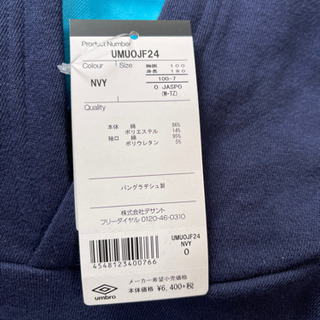 Product Number
UMUOJF24
Colour Size 胸囲 100
身長 180
NVY 100-7
O JASPO
(M-TZ)
Quality
本体 綿 86%
ポリエステル 14%
袖口 綿 95%
ポリウレタン 5%
バングラデシュ製
株式会社デサント
フリーダイヤル 0120-46-0310
UMUOJF24
NVY
O
4548123400766
umbro
メーカー希望小売価格
本体価格 ¥6,400+税